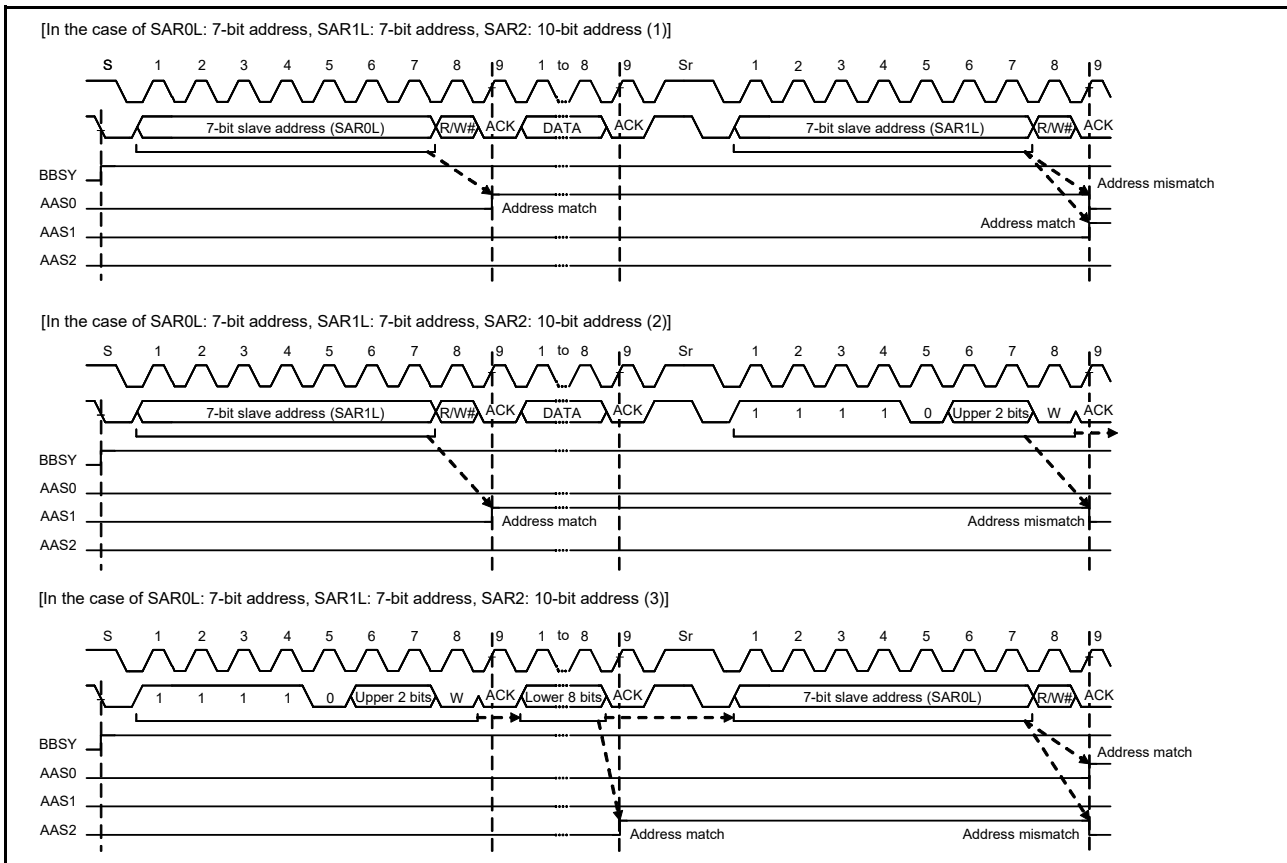 [In the case of SAR0L: 7-bit address, SAR1L: 7-bit address, SAR2: 10-bit address (1)]
S 1 2 3 4 5 6 7 8 9 1 to 8 9 Sr 1 2 3 4 5 6 7 8 9
7-bit slave address (SAR0L) R/W# ACK DATA ACK 7-bit slave address (SAR1L) R/W# ACK
BBSY
Address mismatch
AAS0
Address match
Address match
AAS1
AAS2
[In the case of SAR0L: 7-bit address, SAR1L: 7-bit address, SAR2: 10-bit address (2)]
S 1 2 3 4 5 6 7 8 9 1 to 8 9 Sr 1 2 3 4 5 6 7 8 9
7-bit slave address (SAR1L) R/W# ACK DATA ACK 1 1 1 1 0 Upper 2 bits W ACK
BBSY
AAS0
AAS1
Address match Address mismatch
AAS2
[In the case of SAR0L: 7-bit address, SAR1L: 7-bit address, SAR2: 10-bit address (3)]
S 1 2 3 4 5 6 7 8 9 1 to 8 9 Sr 1 2 3 4 5 6 7 8 9
1 1 1 1 0 Upper 2 bits W ACK Lower 8 bits ACK 7-bit slave address (SAR0L) R/W# ACK
BBSY
Address match
AAS0
AAS1
AAS2
Address match Address mismatch